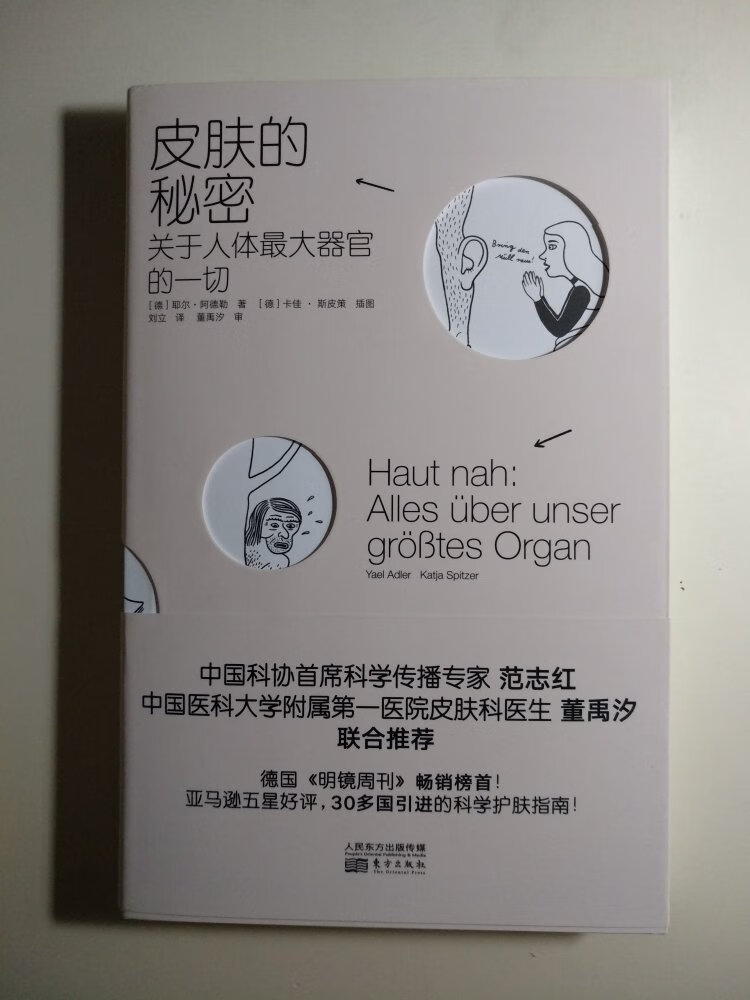 皮肤的
秘密
关于人体最大器官
的一切
[德]耶尔·阿德勒 著 [德]卡佳·斯皮策 插图
刘立 译 董禹汐 审
Haut nah:
Alles über unser
größtes Organ
Yael Adler Katja Spitzer
中国科协首席科学传播专家 范志红
中国医科大学附属第一医院皮肤科医生 董禹汐
联合推荐
德国《明镜周刊》畅销榜首!
亚马逊五星好评,30多国引进的科学护肤指南!
人民东方出版传媒
People's Oriental Publishing & Media
東方出版社
The Oriental Press